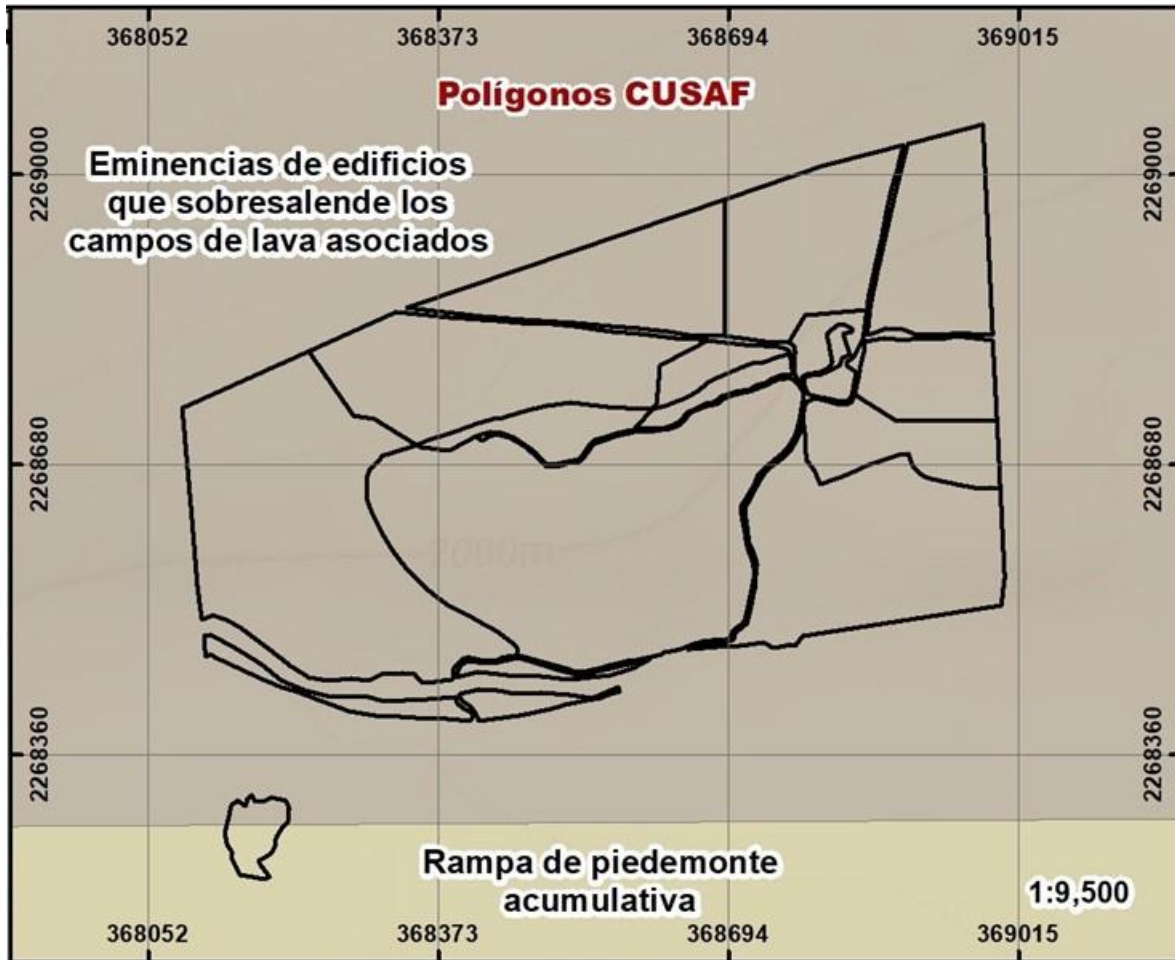 368052 368373 368694 369015
Polígonos CUSAF
Eminencias de edificios
que sobresalende los
campos de lava asociados
2269000 2269000
2268680 2268680
2000m
2268360 2268360
Rampa de piedemonte
acumulativa
1:9,500
368052 368373 368694 369015